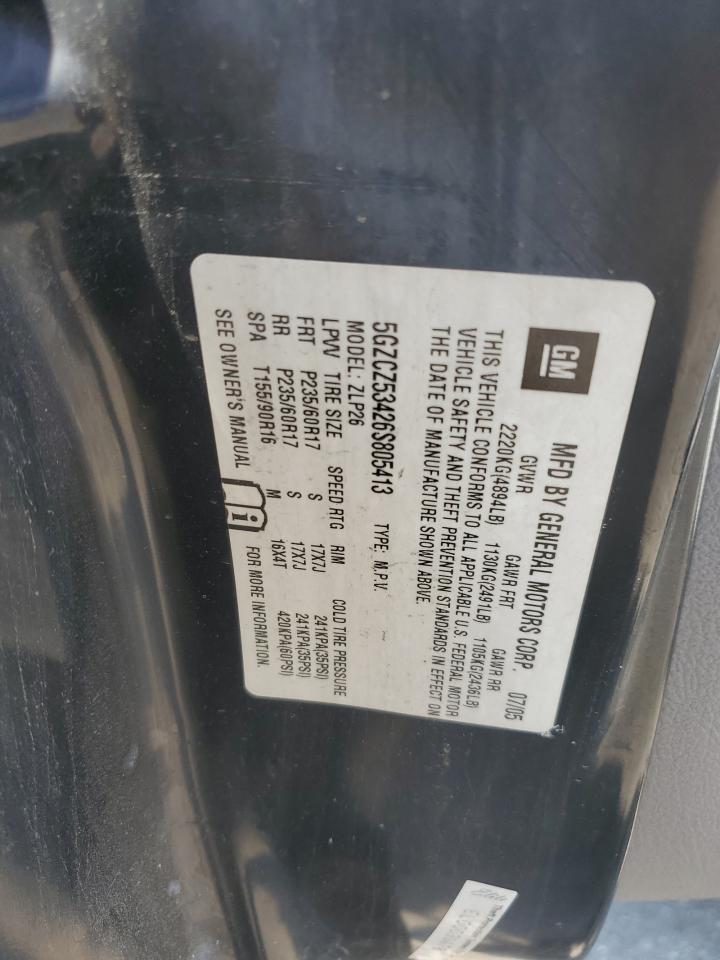 GM
MFD BY GENERAL MOTORS CORP. 07/05
GVWR GAWR FRT GAWR RR
2220KG(4894LB) 1130KG(2491LB) 1105KG(2436LB)
THIS VEHICLE CONFORMS TO ALL APPLICABLE U.S. FEDERAL MOTOR
VEHICLE SAFETY AND THEFT PREVENTION STANDARDS IN EFFECT ON
THE DATE OF MANUFACTURE SHOWN ABOVE.
5GZCZ53426S805413 TYPE: M.P.V.
MODEL: ZLP26
LPW TIRE SIZE SPEED RTG RIM COLD TIRE PRESSURE
FRT P235/60R17 S 17X7J 241KPA(35PSI)
RR P235/60R17 S 17X7J 241KPA(35PSI)
SPA T155/90R16 M 16X4T 420KPA(60PSI)
SEE OWNER'S MANUAL i FOR MORE INFORMATION.